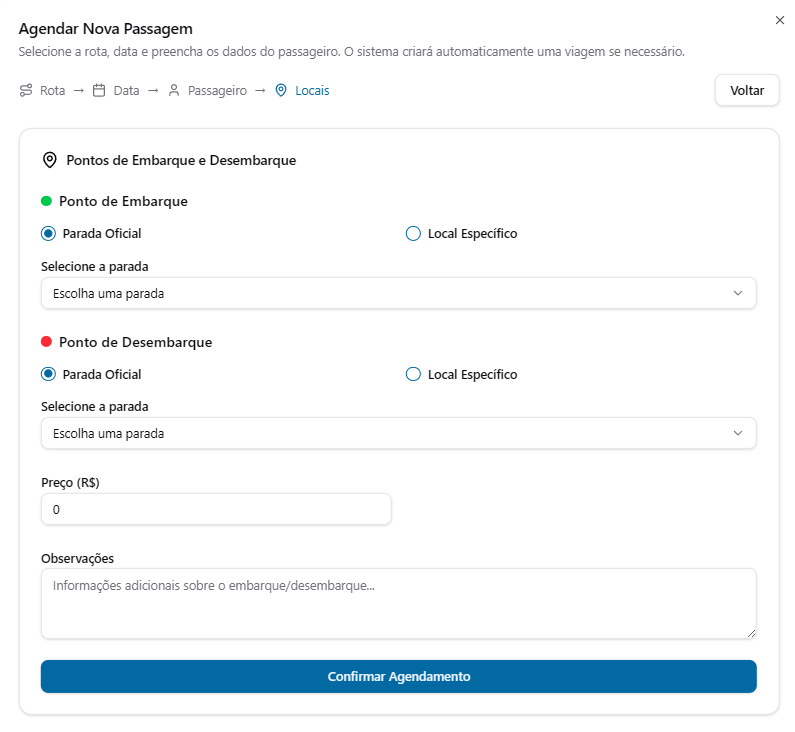 Agendar Nova Passagem
Selecione a rota, data e preencha os dados do passageiro. O sistema criará automaticamente uma viagem se necessário.
Rota → Data → Passageiro → Locais
Voltar
Pontos de Embarque e Desembarque
Ponto de Embarque
Parada Oficial
Local Específico
Selecione a parada
Escolha uma parada
Ponto de Desembarque
Parada Oficial
Local Específico
Selecione a parada
Escolha uma parada
Preço (R$)
0
Observações
Informações adicionais sobre o embarque/desembarque...
Confirmar Agendamento